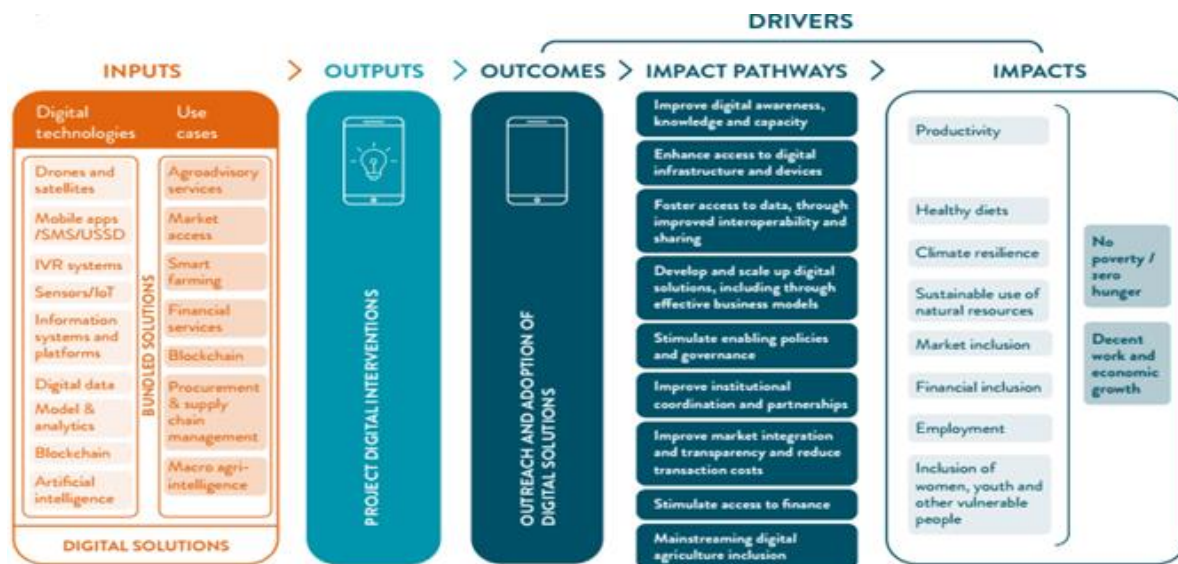 DRIVERS
INPUTS
>
OUTPUTS
>
OUTCOMES
>
IMPACT PATHWAYS
>
IMPACTS
Digital
technologies
Use
cases
Drones and
satellites
Mobile apps
/SMS/USSD
IVR systems
Sensors/IoT
Information
systems and
platforms
Digital data
Model &
analytics
Blockchain
Artificial
intelligence
BUNDLED SOLUTIONS
Agroadvisory
services
Market
access
Smart
farming
Financial
services
Blockchain
Procurement
& supply
chain
management
Macro agri-
intelligence
DIGITAL SOLUTIONS
PROJECT DIGITAL INTERVENTIONS
OUTREACH AND ADOPTION OF
DIGITAL SOLUTIONS
Improve digital awareness,
knowledge and capacity
Enhance access to digital
infrastructure and devices
Foster access to data, through
improved interoperability and
sharing
Develop and scale up digital
solutions, including through
effective business models
Stimulate enabling policies
and governance
Improve institutional
coordination and partnerships
Improve market integration
and transparency and reduce
transaction costs
Stimulate access to finance
Mainstreaming digital
agriculture inclusion
Productivity
Healthy diets
Climate resilience
Sustainable use of
natural resources
Market inclusion
Financial inclusion
Employment
Inclusion of
women, youth and
other vulnerable
people
No
poverty /
zero
hunger
Decent
work and
economic
growth